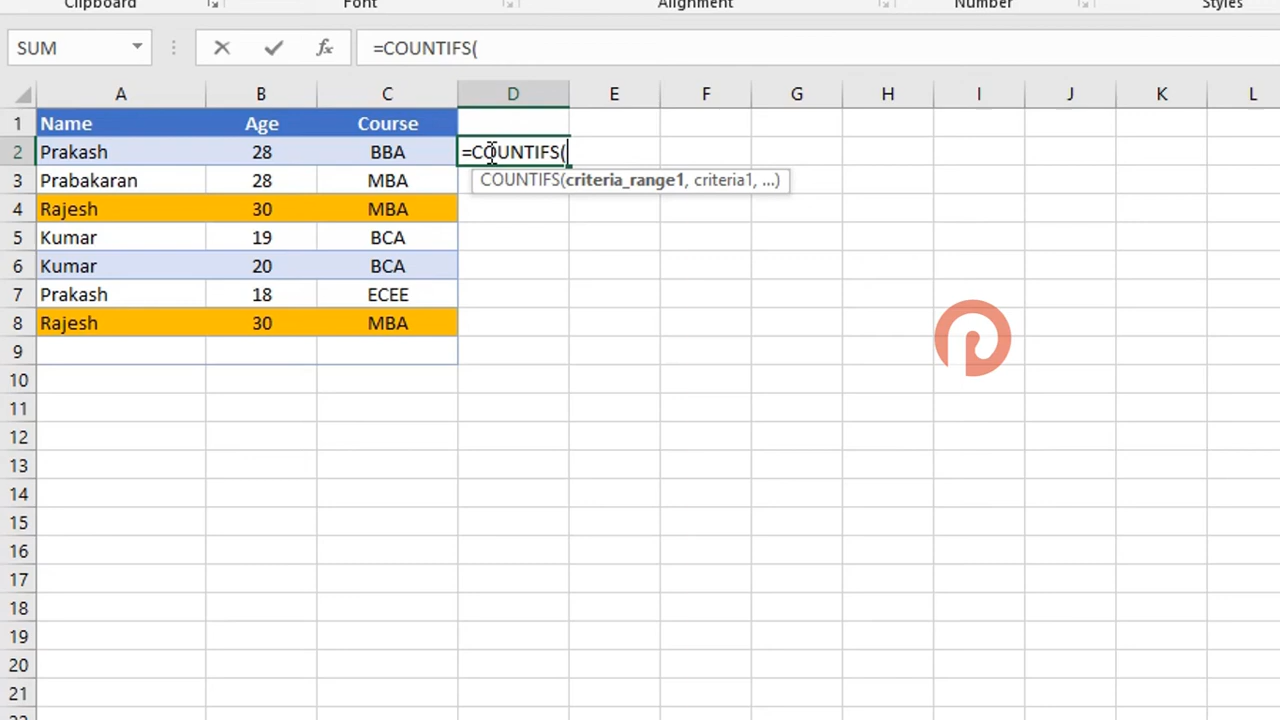 Clipboard Font Alignment Number Styles
SUM =COUNTIFS(
A B C D E F G H I J K L
1 Name Age Course
2 Prakash 28 BBA =COUNTIFS(
3 Prabakaran 28 MBA COUNTIFS(criteria_range1, criteria1, ...)
4 Rajesh 30 MBA
5 Kumar 19 BCA
6 Kumar 20 BCA
7 Prakash 18 ECEE
8 Rajesh 30 MBA
9
10
11
12
13
14
15
16
17
18
19
20
21